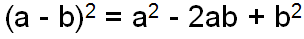 (a - b)² = a² - 2ab + b²